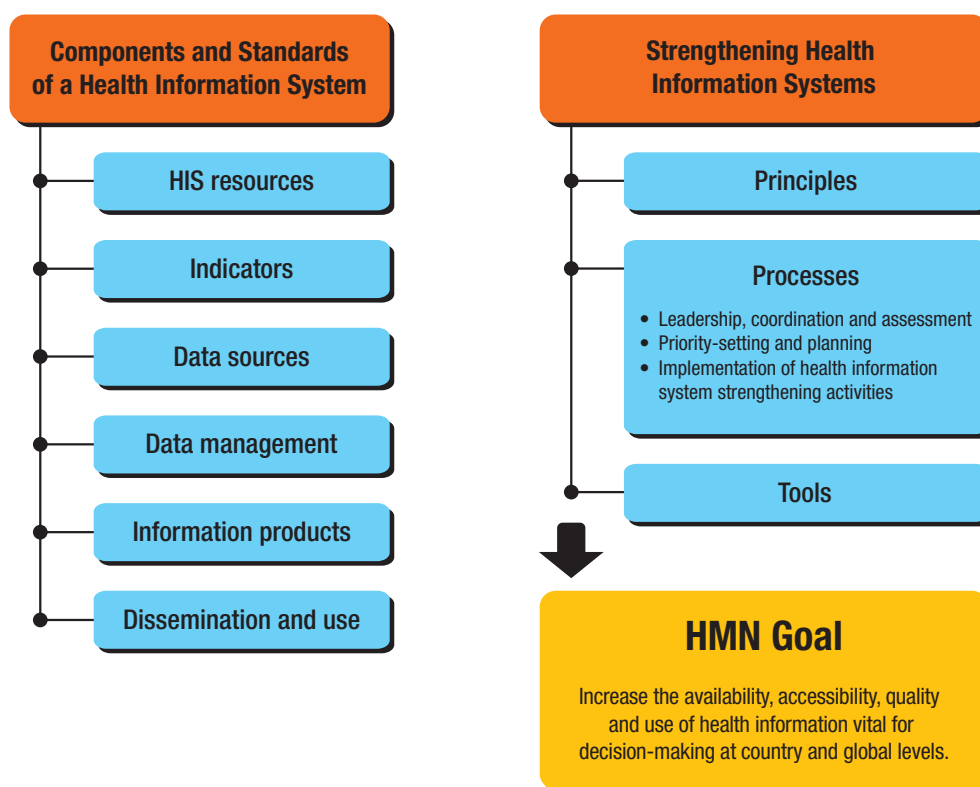 Components and Standards
of a Health Information System
HIS resources
Indicators
Data sources
Data management
Information products
Dissemination and use
Strengthening Health
Information Systems
Principles
Processes
• Leadership, coordination and assessment
• Priority-setting and planning
• Implementation of health information
system strengthening activities
Tools
HMN Goal
Increase the availability, accessibility, quality
and use of health information vital for
decision-making at country and global levels.